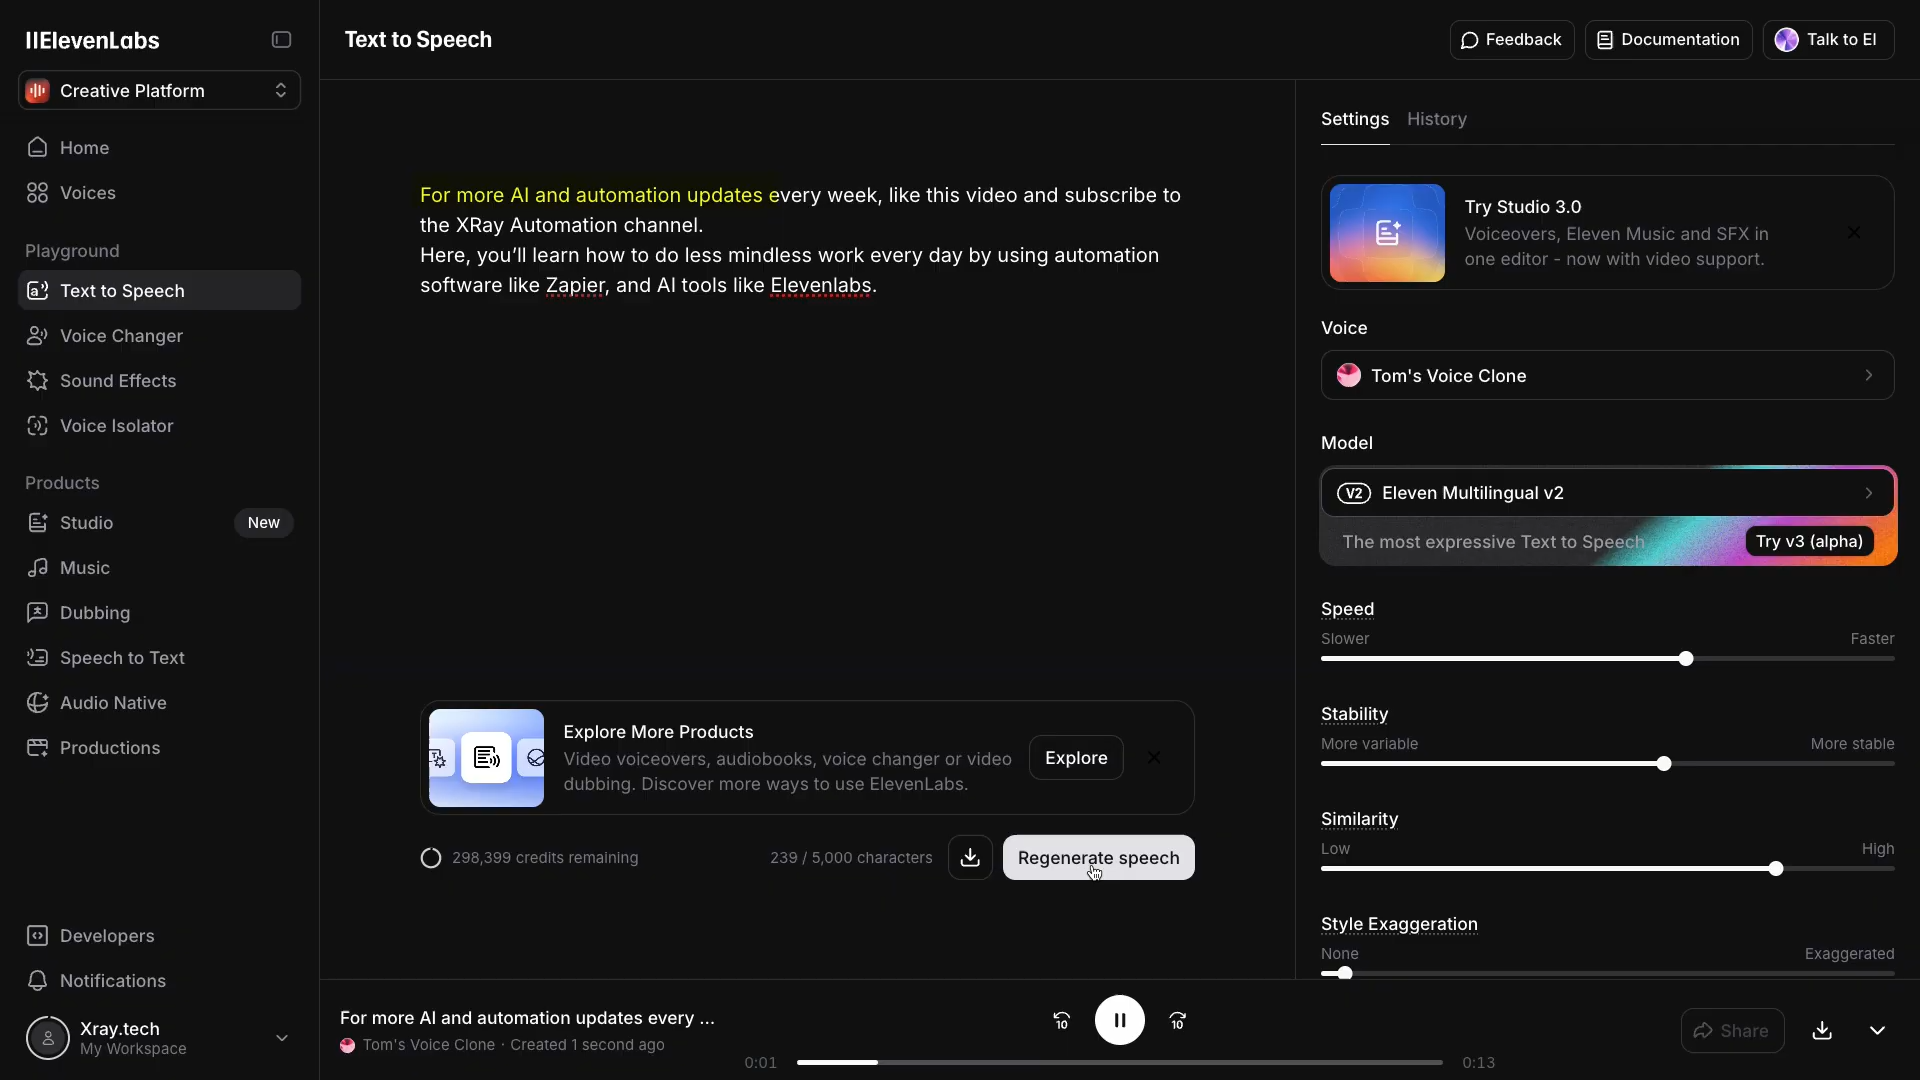 IIElevenLabs
Creative Platform
Home
Voices
Playground
Text to Speech
Voice Changer
Sound Effects
Voice Isolator
Products
Studio
New
Music
Dubbing
Speech to Text
Audio Native
Productions
Developers
Notifications
Xray.tech
My Workspace
Text to Speech
Feedback
Documentation
Talk to El
For more AI and automation updates every week, like this video and subscribe to
the XRay Automation channel.
Here, you’ll learn how to do less mindless work every day by using automation
software like Zapier, and AI tools like Elevenlabs.
Explore More Products
Video voiceovers, audiobooks, voice changer or video
dubbing. Discover more ways to use ElevenLabs.
Explore
298,399 credits remaining
239 / 5,000 characters
Regenerate speech
Settings
History
Try Studio 3.0
Voiceovers, Eleven Music and SFX in
one editor - now with video support.
Voice
Tom's Voice Clone
Model
V2
Eleven Multilingual v2
The most expressive Text to Speech
Try v3 (alpha)
Speed
Slower
Faster
Stability
More variable
More stable
Similarity
Low
High
Style Exaggeration
None
Exaggerated
For more AI and automation updates every ...
Tom's Voice Clone · Created 1 second ago
10
10
0:01
0:13
Share